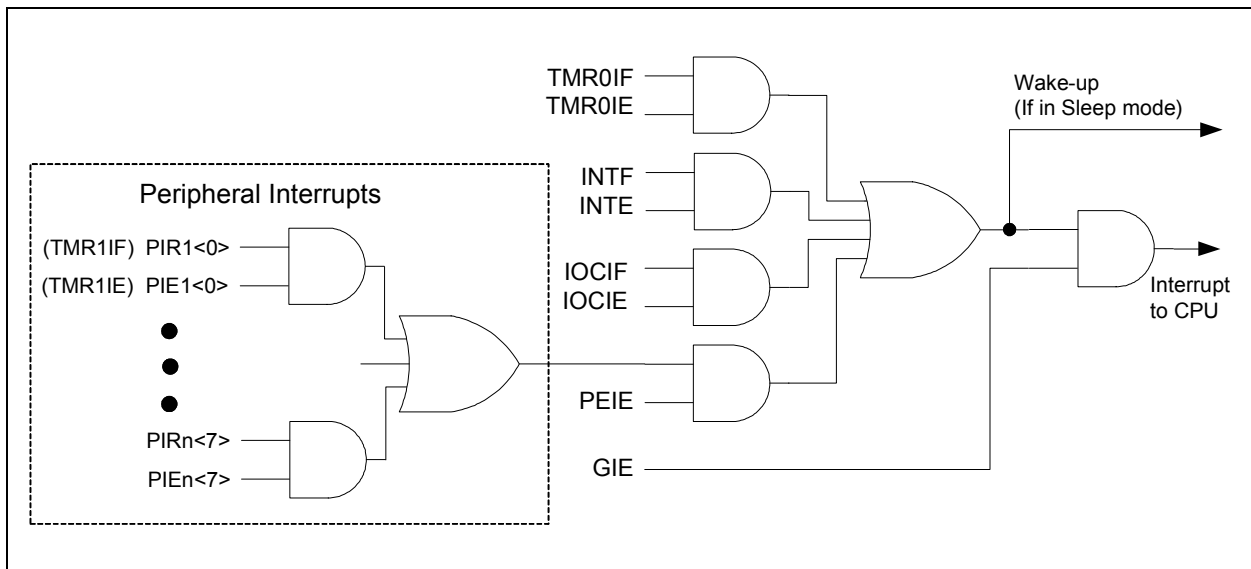 TMR0IF
TMR0IE
Wake-up
(If in Sleep mode)
INTF
INTE
Peripheral Interrupts
(TMR1IF) PIR1<0>
(TMR1IE) PIE1<0>
IOCIF
IOCIE
Interrupt
to CPU
PEIE
PIRn<7>
PIEn<7>
GIE